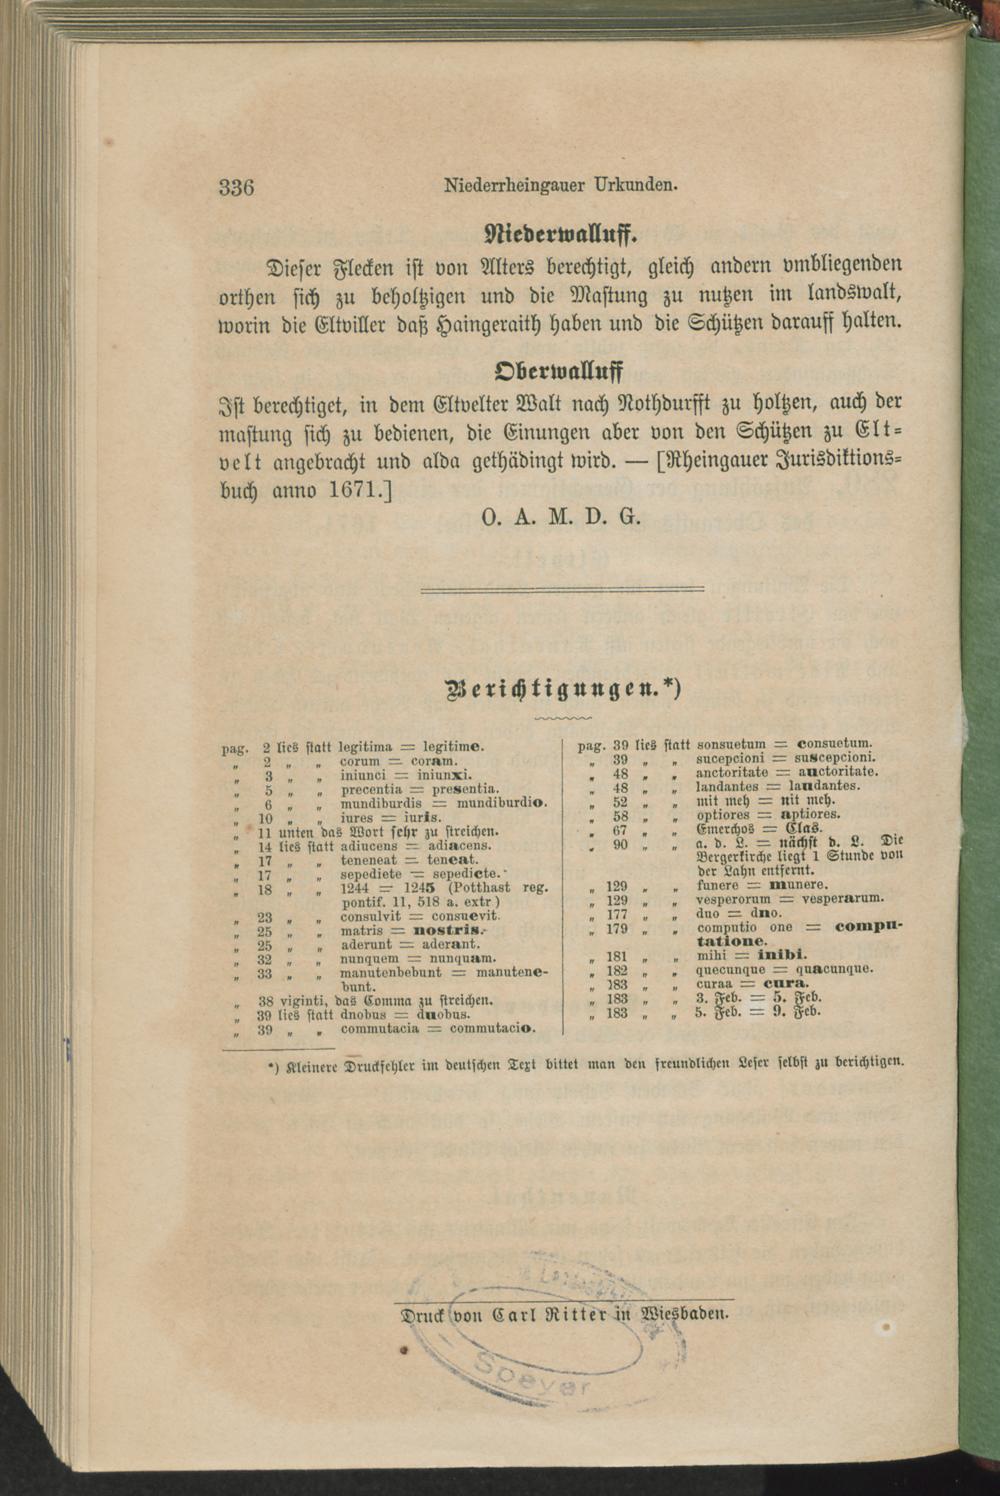 336 Niederrheingauer Urkunden.
Niederwalluff.
Dieser Flecken ist von Alters berechtigt, gleich andern vmbliegenden
orthen sich zu beholtzigen und die Mastung zu nutzen im landswalt,
worin die Eltviller daß Haingeraith haben und die Schützen darauff halten.
Oberwalluff
Ist berechtiget, in dem Eltvelter Walt nach Nothdurfft zu holtzen, auch der
mastung sich zu bedienen, die Einungen aber von den Schützen zu Elt-
velt angebracht und alda gethädingt wird. — [Rheingauer Jurisdiktions-
buch anno 1671.]
O. A. M. D. G.
Berichtigungen.*)
pag. 2 lies statt legitima = legitime.
„ 2 „ „ corum = coram.
„ 3 „ „ iniunci = iniunxi.
„ 5 „ „ precentia = presentia.
„ 6 „ „ mundiburdis = mundiburdio.
„ 10 „ „ iures = iuris.
„ 11 unten das Wort sehr zu streichen.
„ 14 lies statt adiucens = adiacens.
„ 17 „ „ teneneat = teneat.
„ 17 „ „ sepediete = sepedicte.
„ 18 „ „ 1244 = 1245 (Potthast reg.
pontif. 11, 518 a. extr)
„ 23 „ „ consulvit = consuevit.
„ 25 „ „ matris = nostris.
„ 25 „ „ aderunt = aderant.
„ 32 „ „ nunquem = nunquam.
„ 33 „ „ manutenbebunt = manutene-
bunt.
„ 38 viginti, das Comma zu streichen.
„ 39 lies statt dnobus = duobus.
„ 39 „ „ commutacia = commutacio.
pag. 39 lies statt sonsuetum = consuetum.
„ 39 „ „ sucepcioni = suscepcioni.
„ 48 „ „ anctoritate = auctoritate.
„ 48 „ „ landantes = laudantes.
„ 52 „ „ mit meh = nit meh.
„ 58 „ „ optiores = aptiores.
„ 67 „ „ Emerchos = Clas.
„ 90 „ „ a. d. L. = nächst d. L. Die
Bergerkirche liegt 1 Stunde von
der Lahn entfernt.
„ 129 „ „ funere = munere.
„ 129 „ „ vesperorum = vesperarum.
„ 177 „ „ duo = dno.
„ 179 „ „ computio one = compu-
tatione.
„ 181 „ „ mihi = inibi.
„ 182 „ „ quecunque = quacunque.
„ 183 „ „ curaa = cura.
„ 183 „ „ 3. Feb. = 5. Feb.
„ 183 „ „ 5. Feb. = 9. Feb.
*) Kleinere Druckfehler im deutschen Text bittet man den freundlichen Leser selbst zu berichtigen.
Druck von Carl Ritter in Wiesbaden.
Speyer